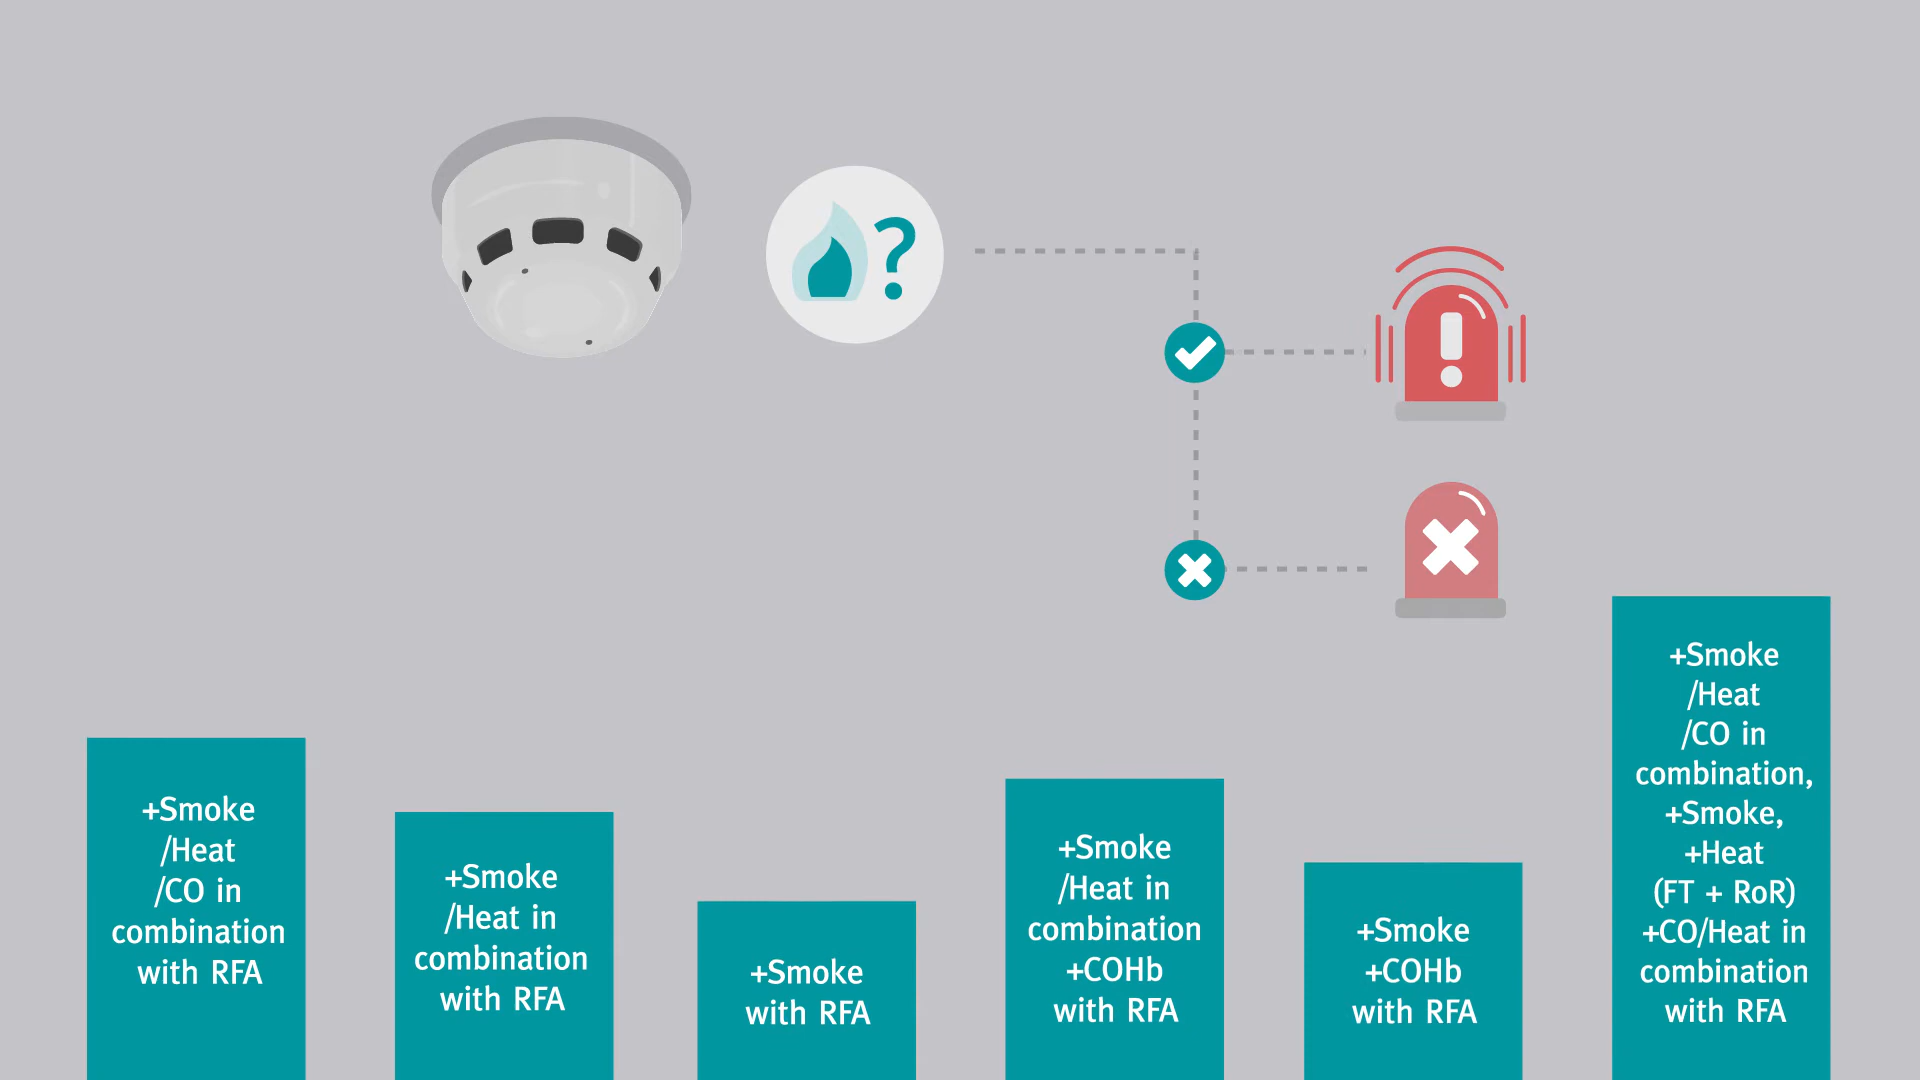 ?
!
+Smoke
/Heat
/CO in
combination
with RFA
+Smoke
/Heat in
combination
with RFA
+Smoke
with RFA
+Smoke
/Heat in
combination
+COHb
with RFA
+Smoke
+COHb
with RFA
+Smoke
/Heat
/CO in
combination,
+Smoke,
+Heat
(FT + RoR)
+CO/Heat in
combination
with RFA